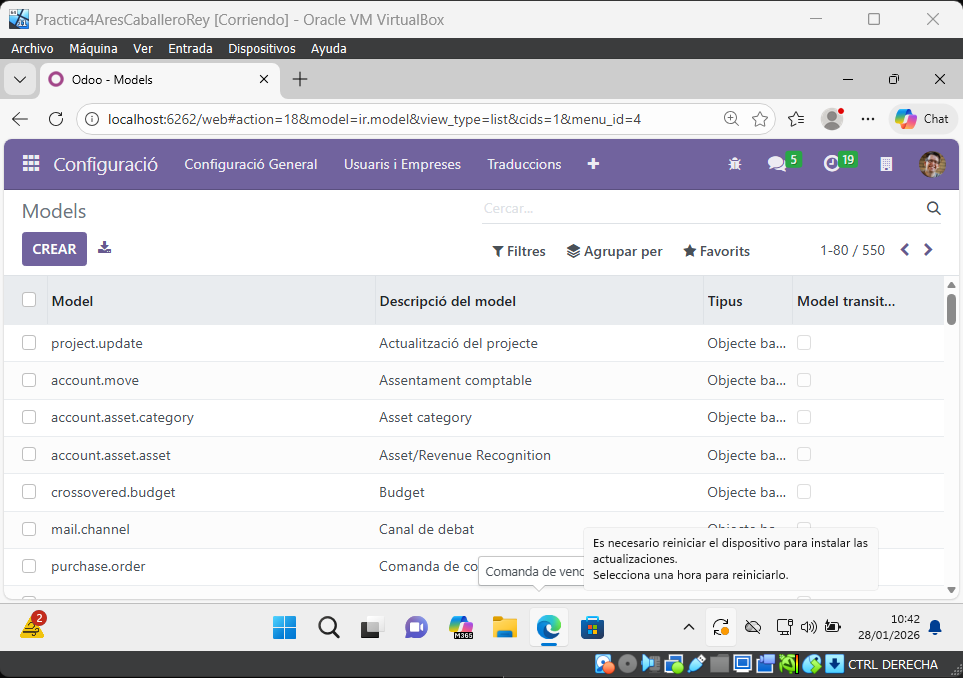 Practica4AresCaballeroRey [Corriendo] - Oracle VM VirtualBox
Archivo Máquina Ver Entrada Dispositivos Ayuda
Odoo - Models
localhost:6262/web#action=18&model=ir.model&view_type=list&cids=1&menu_id=4
Chat
Configuració Configuració General Usuaris i Empreses Traduccions 5 19
Models
Cercar...
CREAR
Filtres Agrupar per Favorits 1-80 / 550
Model Descripció del model Tipus Model transit...
project.update Actualització del projecte Objecte ba...
account.move Assentament comptable Objecte ba...
account.asset.category Asset category Objecte ba...
account.asset.asset Asset/Revenue Recognition Objecte ba...
crossovered.budget Budget Objecte ba...
mail.channel Canal de debat
purchase.order Comanda de co
Comanda de venc
Es necesario reiniciar el dispositivo para instalar las
actualizaciones.
Selecciona una hora para reiniciarlo.
2
M365
10:42
28/01/2026
CTRL DERECHA